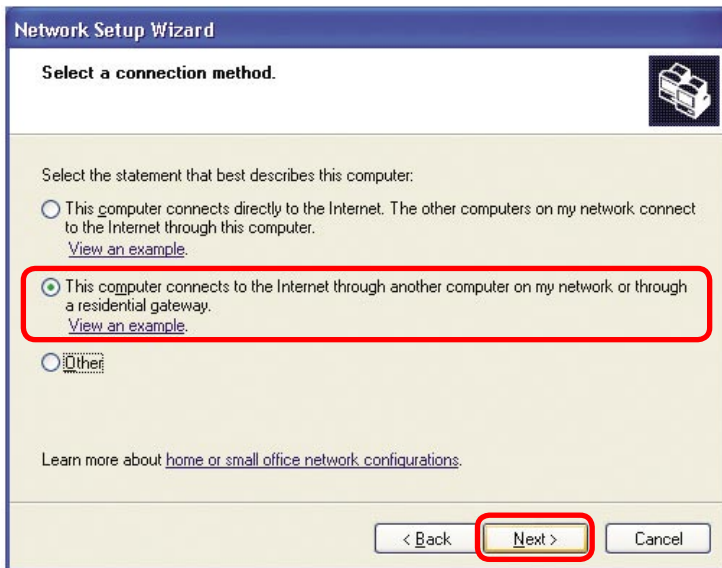 Network Setup Wizard
Select a connection method.
Select the statement that best describes this computer:
This computer connects directly to the Internet. The other computers on my network connect
to the Internet through this computer.
View an example.
This computer connects to the Internet through another computer on my network or through
a residential gateway.
View an example.
Other
Learn more about home or small office network configurations.
< Back Next > Cancel